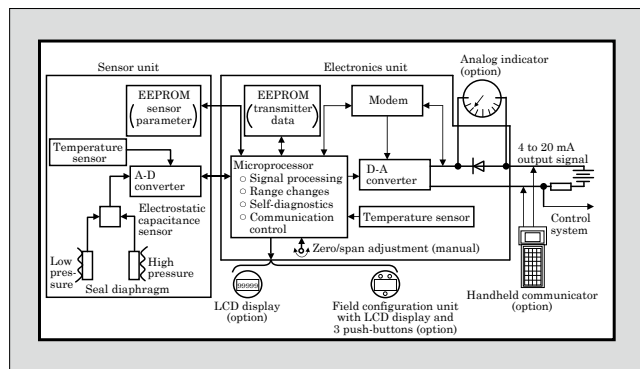 Sensor unit
Electronics unit
Analog indicator
(option)
EEPROM
sensor
parameter
EEPROM
transmitter
data
Modem
Temperature
sensor
A-D
converter
Microprocessor
Signal processing
Range changes
Self-diagnostics
Communication
control
D-A
converter
4 to 20 mA
output signal
Electrostatic
capacitance
sensor
Temperature sensor
Control
system
Low
pres-
sure
High
pressure
Seal diaphragm
Zero/span adjustment (manual)
99999
LCD display
(option)
Field configuration unit
with LCD display and
3 push-buttons (option)
Handheld communicator
(option)